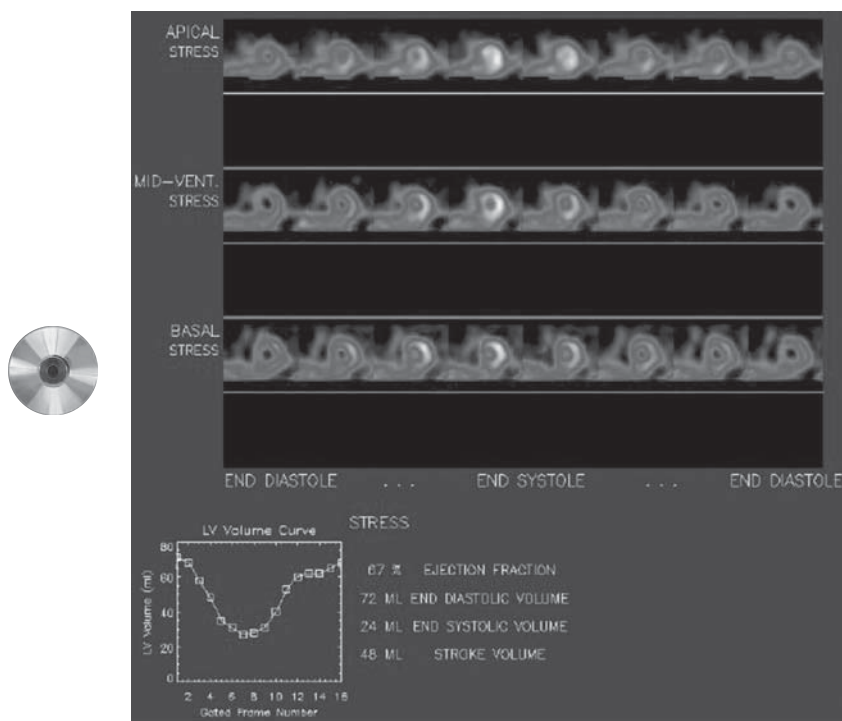 APICAL
STRESS
MID-VENT.
STRESS
BASAL
STRESS
END DIASTOLE ... END SYSTOLE ... END DIASTOLE
STRESS
LV Volume Curve
80
60
40
20
0
LV Volume (ml)
2 4 6 8 10 12 14 16
Gated Frame Number
67 % EJECTION FRACTION
72 ML END DIASTOLIC VOLUME
24 ML END SYSTOLIC VOLUME
48 ML STROKE VOLUME